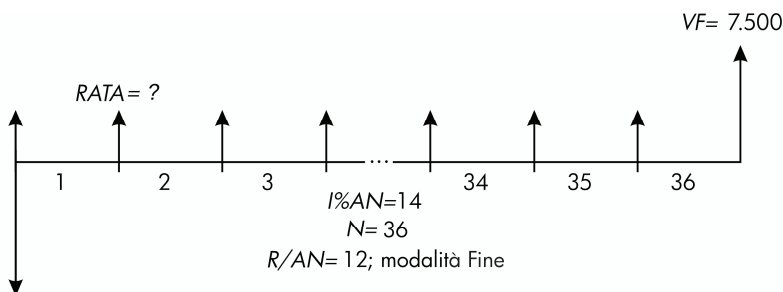 VF= 7.500
RATA= ?
1 2 3 ... 34 35 36
I%AN=14
N= 36
R/AN= 12; modalità Fine